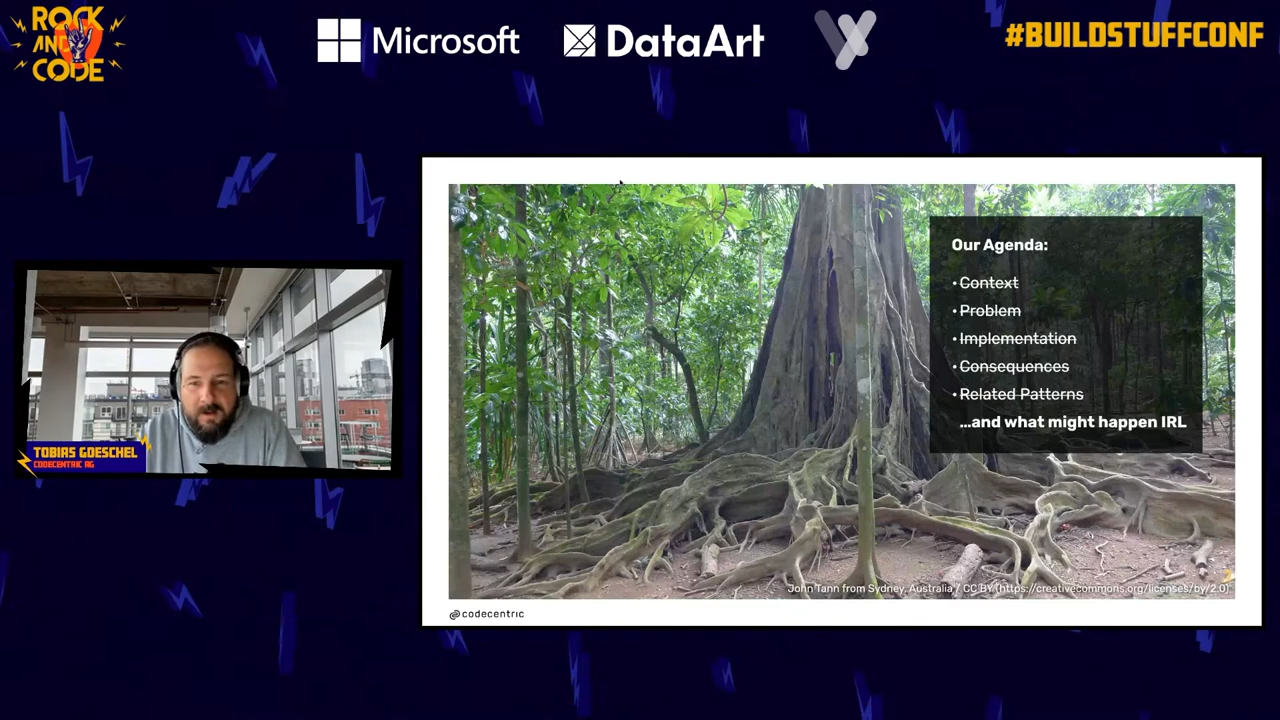 ROCK
AND
CODE
Microsoft
DataArt
#BUILDSTUFFCONF
Our Agenda:
• Context
• Problem
• Implementation
• Consequences
• Related Patterns
...and what might happen IRL
TOBIAS GOESCHEL
CODECENTRIC AG
John Tann from Sydney, Australia / CC BY (https://creativecommons.org/licenses/by/2.0)
codecentric